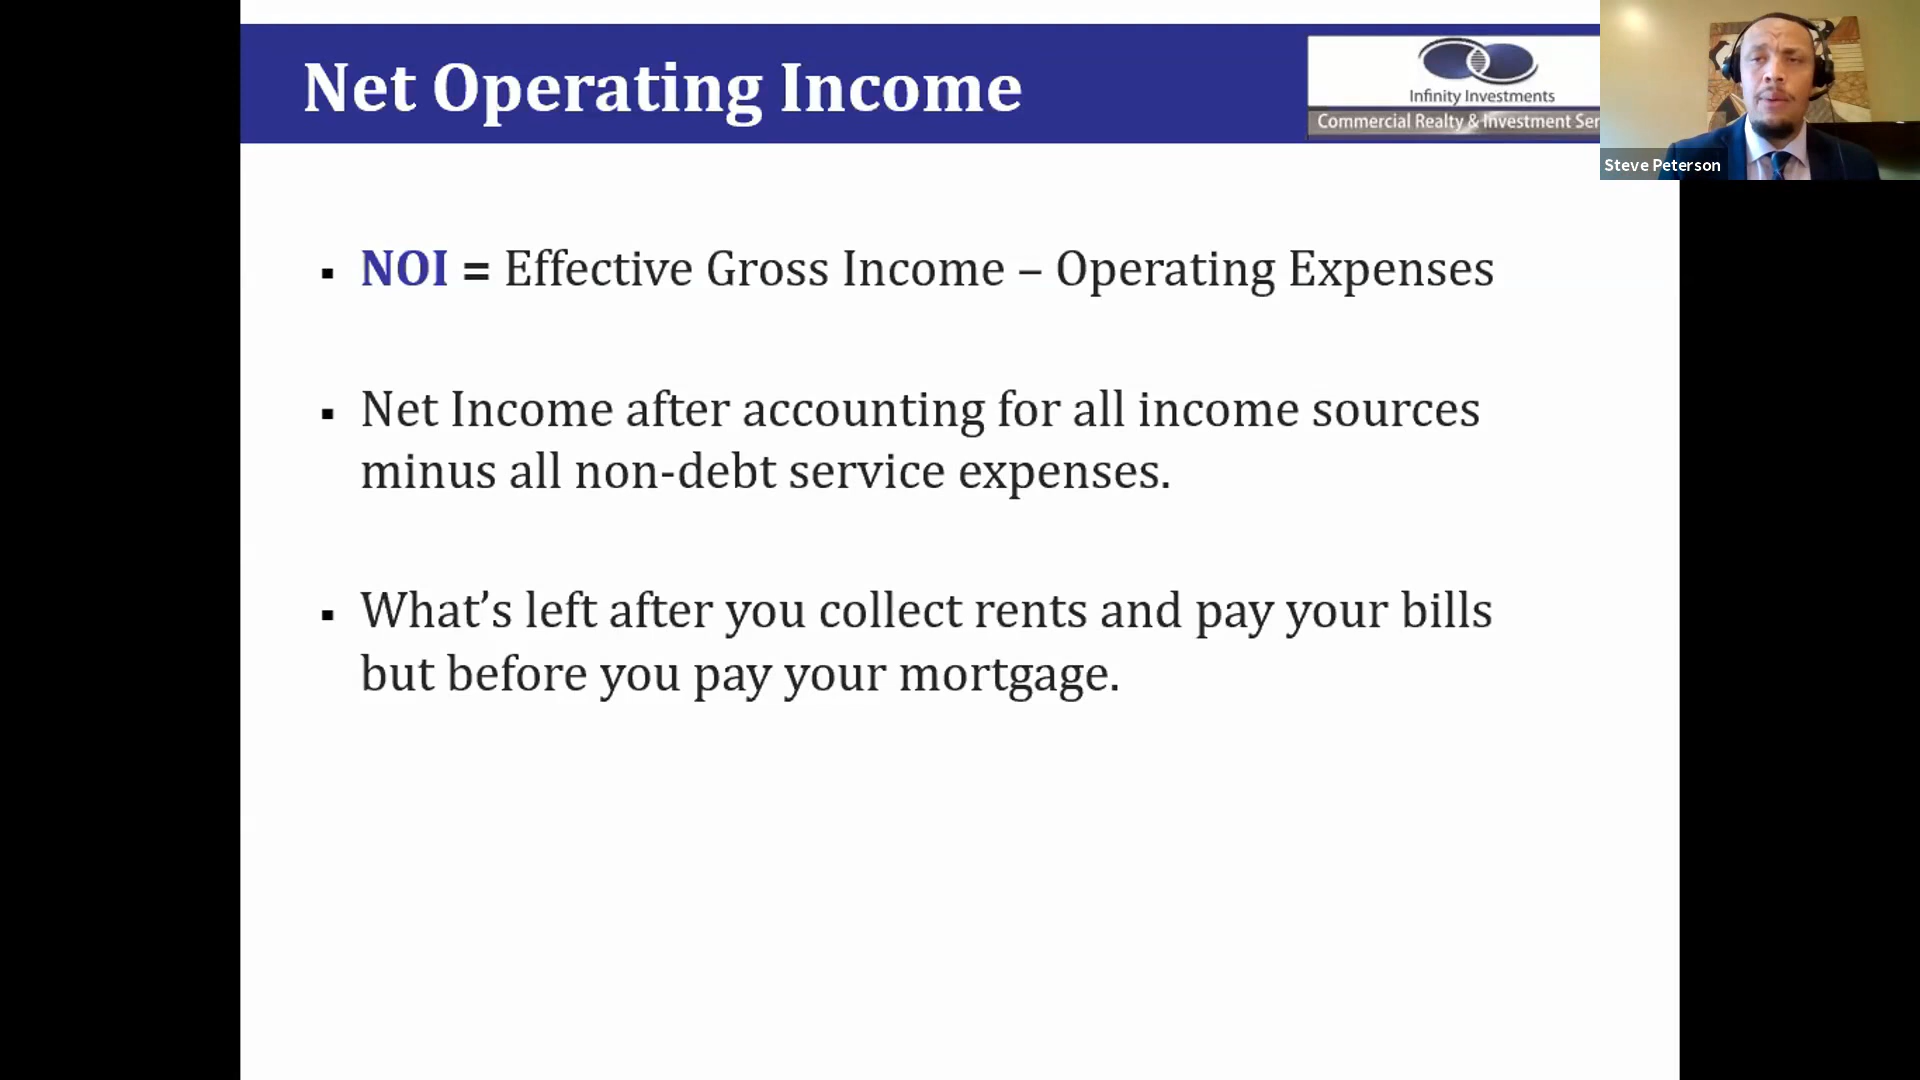 Net Operating Income
Infinity Investments
Commercial Realty & Investment Ser
Steve Peterson
▪ NOI = Effective Gross Income – Operating Expenses
▪ Net Income after accounting for all income sources
minus all non-debt service expenses.
▪ What’s left after you collect rents and pay your bills
but before you pay your mortgage.